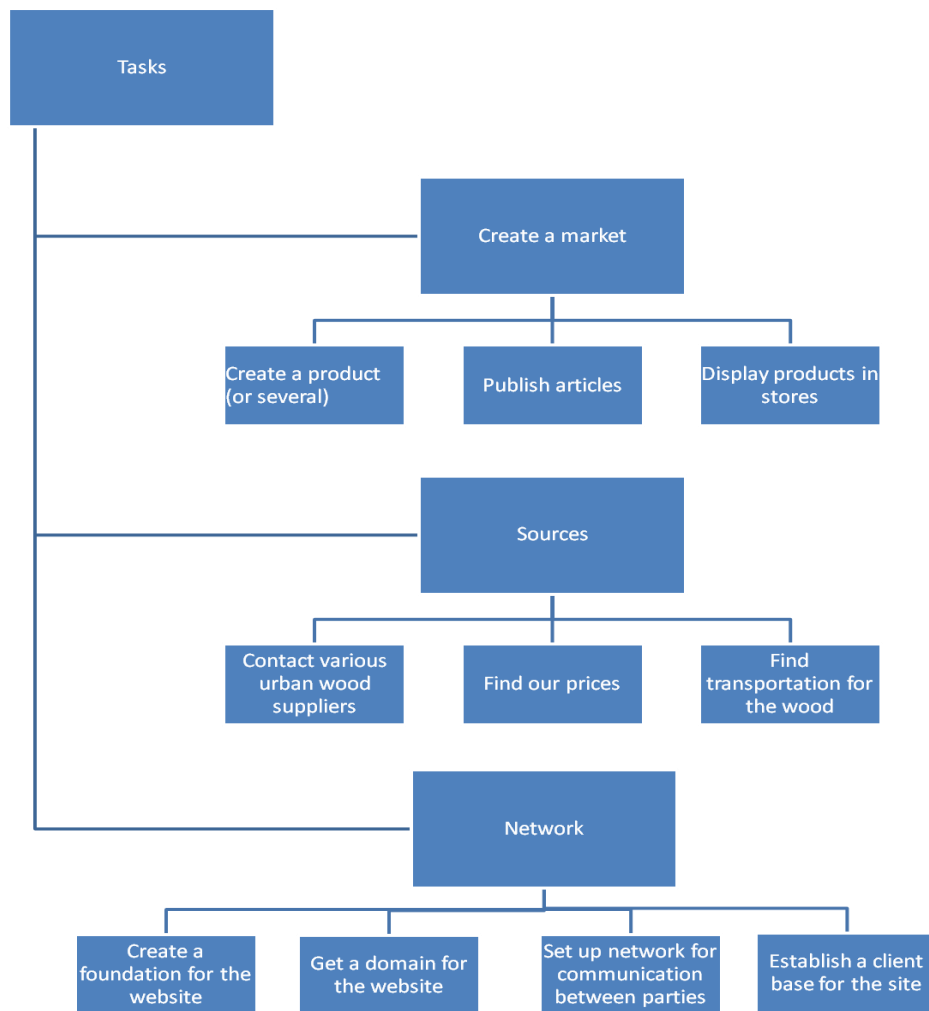 Tasks
Create a market
Create a product
(or several)
Publish articles
Display products in
stores
Sources
Contact various
urban wood
suppliers
Find our prices
Find
transportation for
the wood
Network
Create a
foundation for the
website
Get a domain for
the website
Set up network for
communication
between parties
Establish a client
base for the site